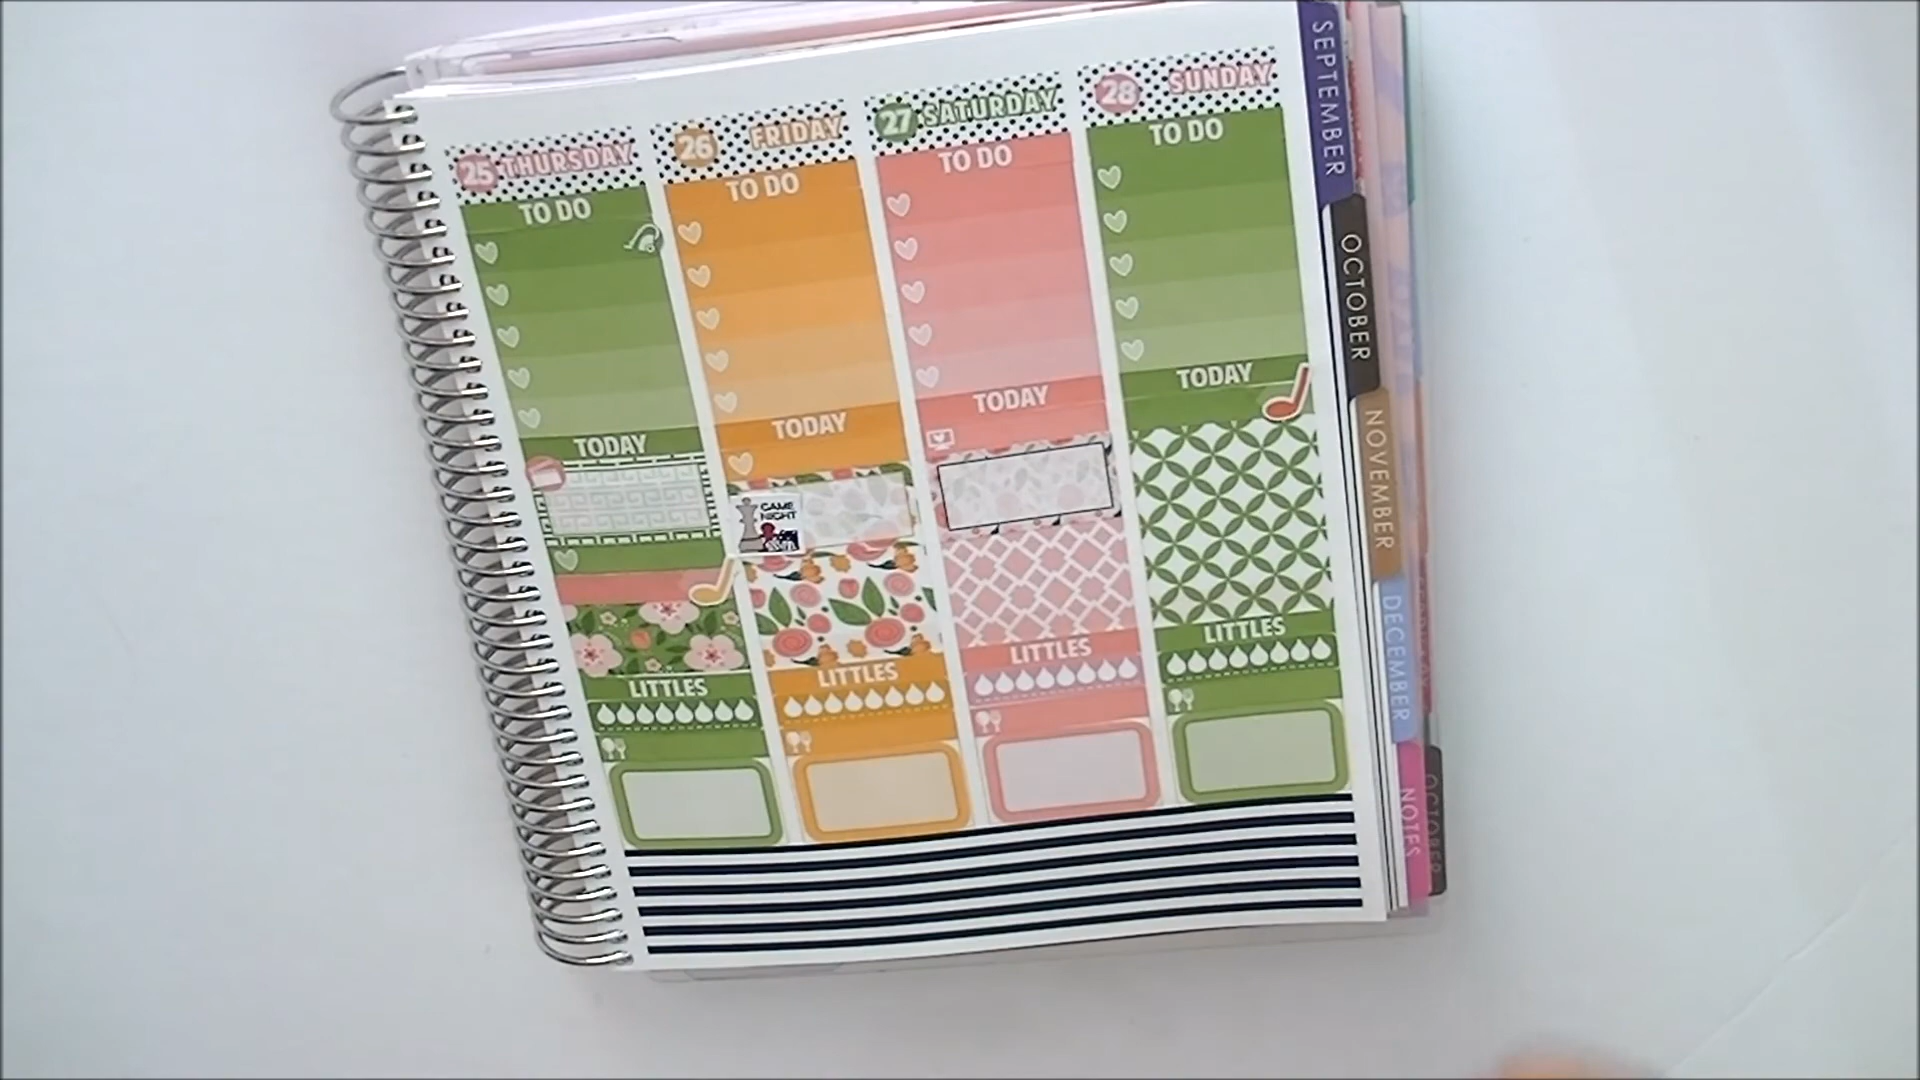 25 THURSDAY
TO DO
TODAY
LITTLES
26 FRIDAY
TO DO
TODAY
GAME
NIGHT
LITTLES
27 SATURDAY
TO DO
TODAY
LITTLES
28 SUNDAY
TO DO
TODAY
LITTLES
SEPTEMBER
OCTOBER
NOVEMBER
DECEMBER
NOTES
OCTOBER